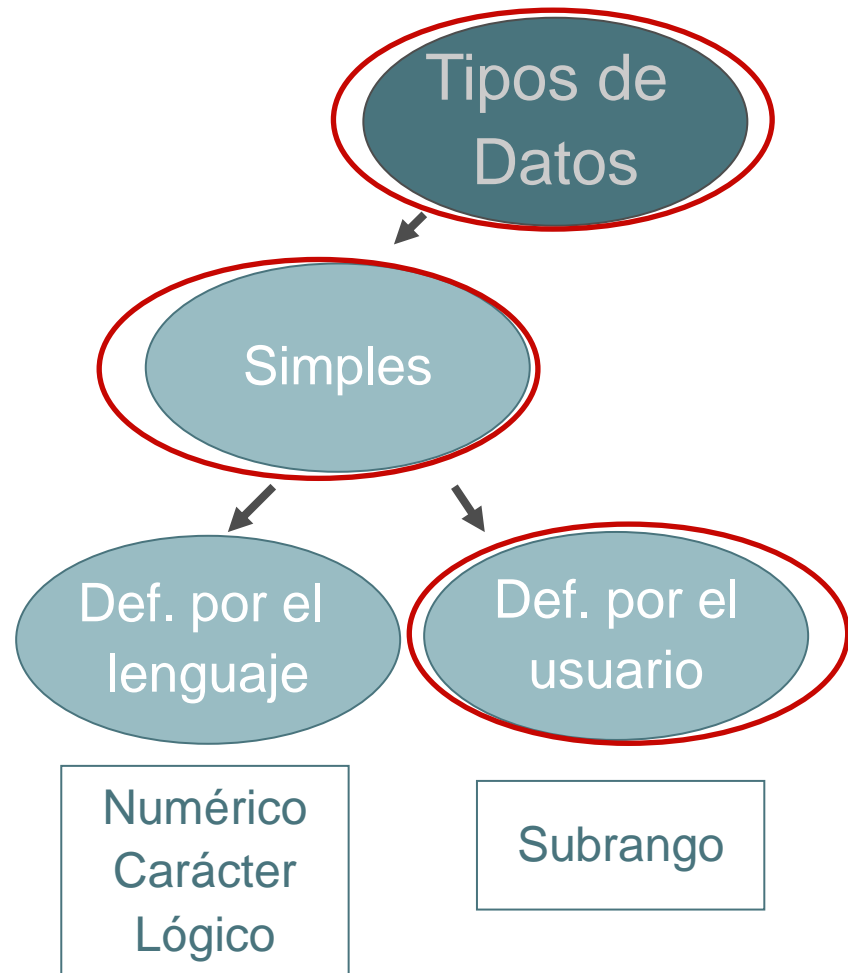 Tipos de
Datos
Simples
Def. por el
lenguaje
Def. por el
usuario
Numérico
Carácter
Lógico
Subrango